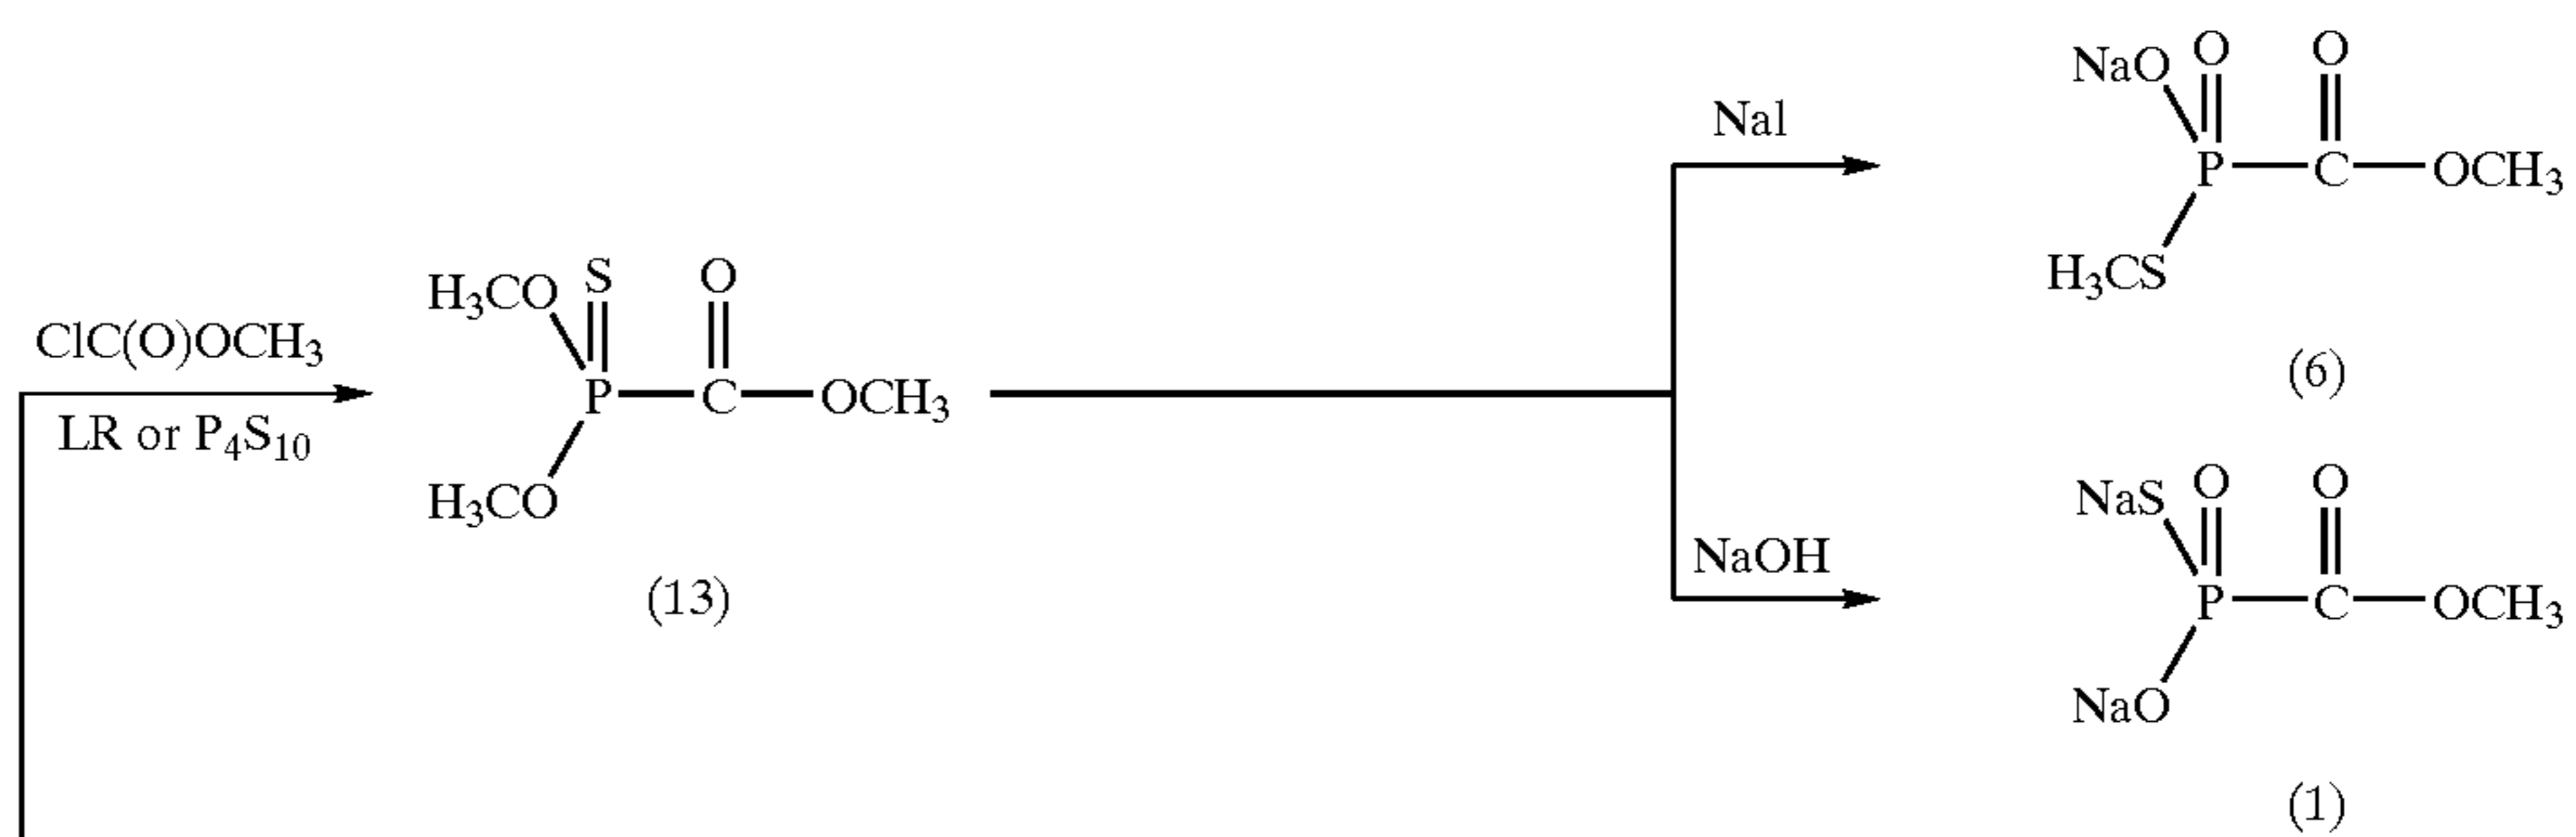 ClC(O)OCH3
LR or P4S10
H3CO
S
O
P
C
OCH3
H3CO
(13)
NaI
NaO
O
O
P
C
OCH3
H3CS
(6)
NaOH
NaS
O
O
P
C
OCH3
NaO
(1)